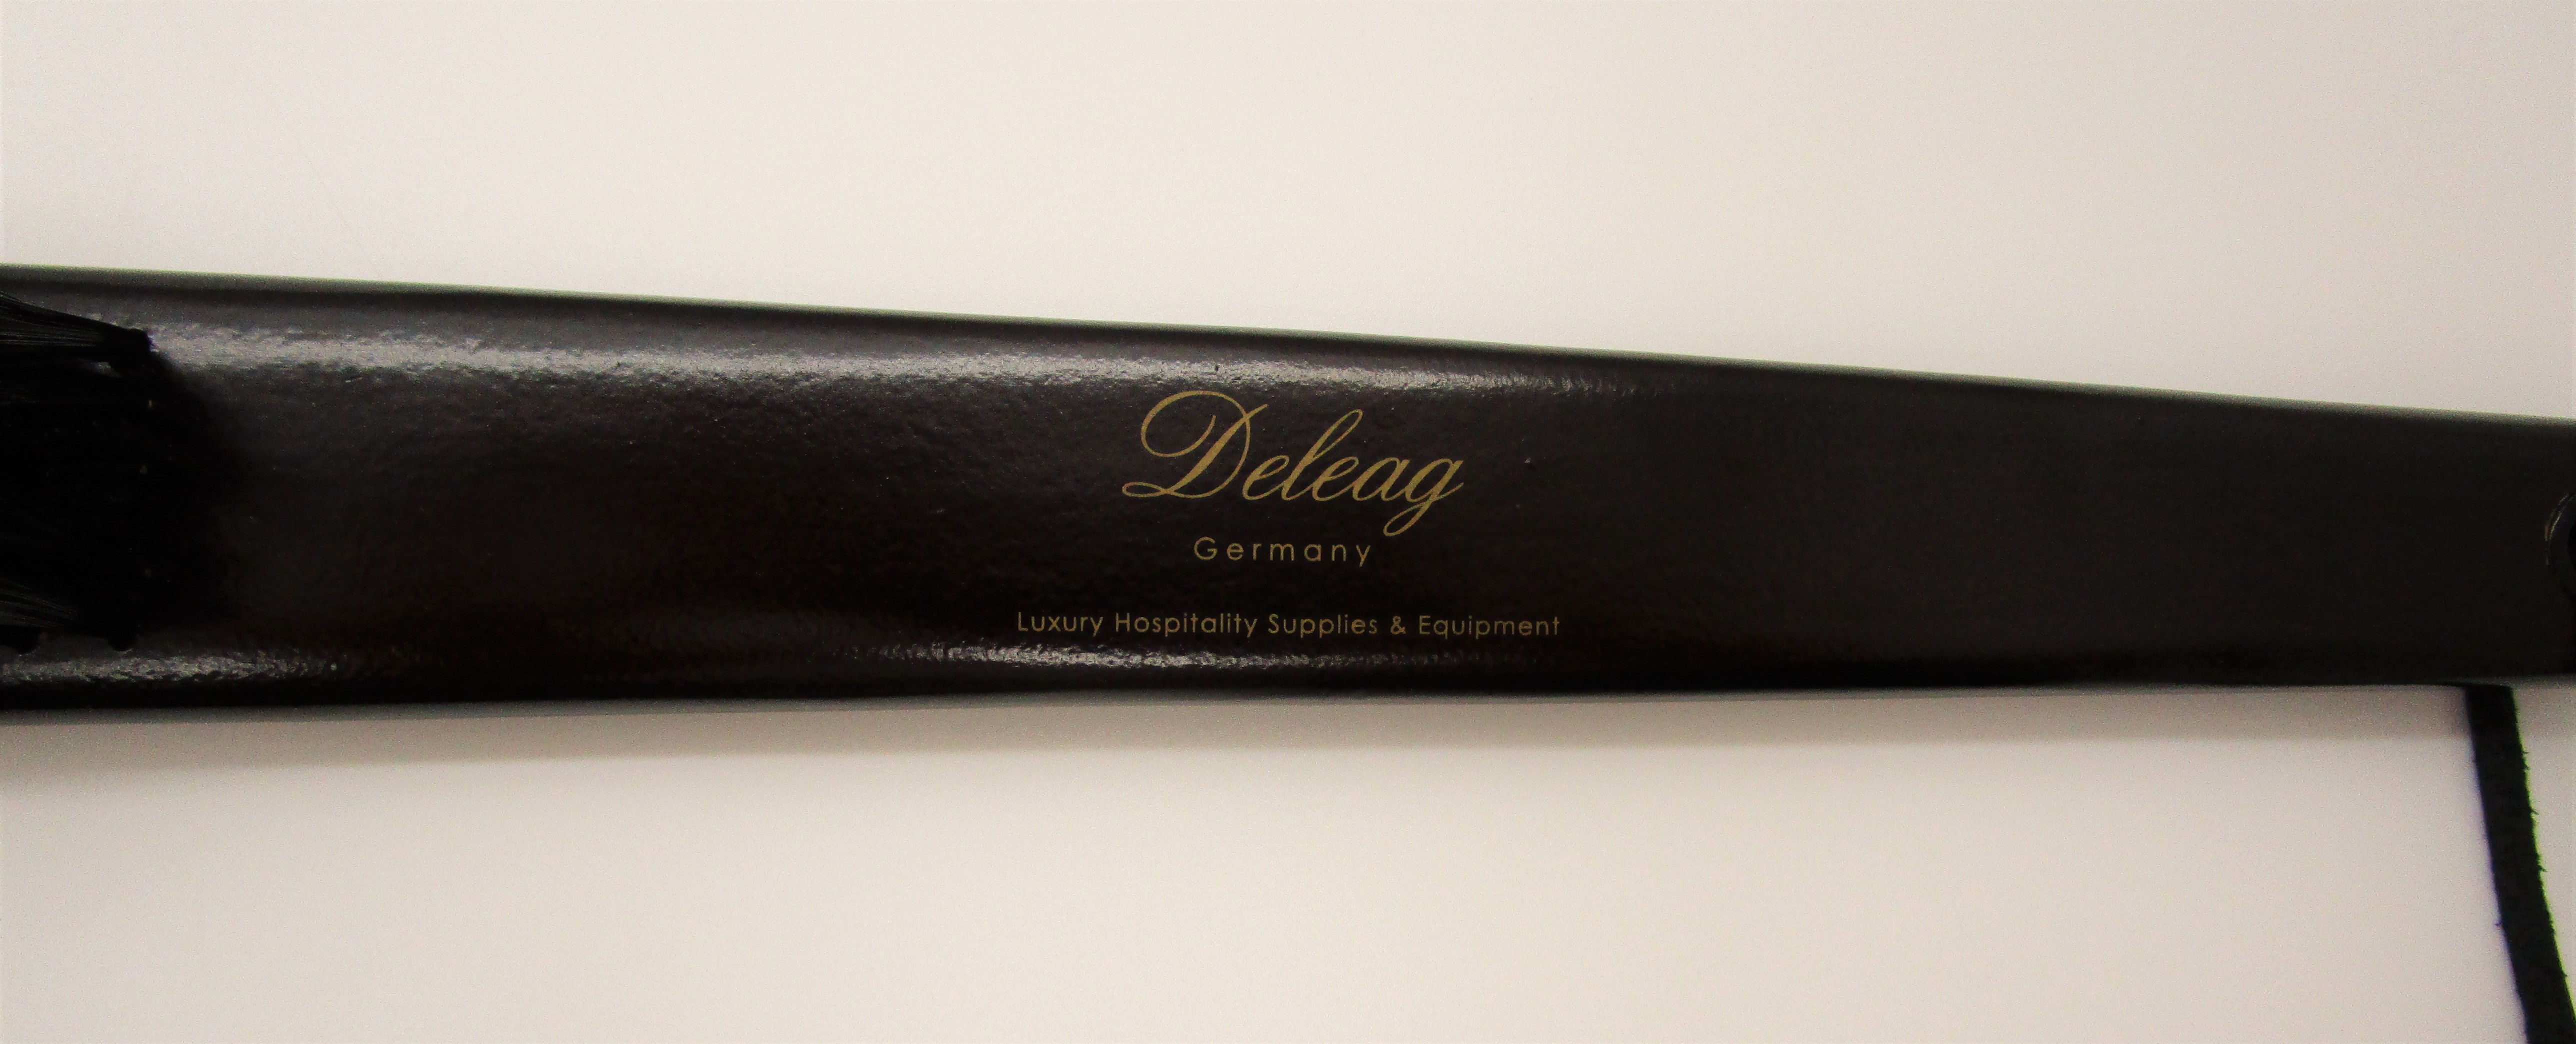 Deleag
Germany
Luxury Hospitality Supplies & Equipment